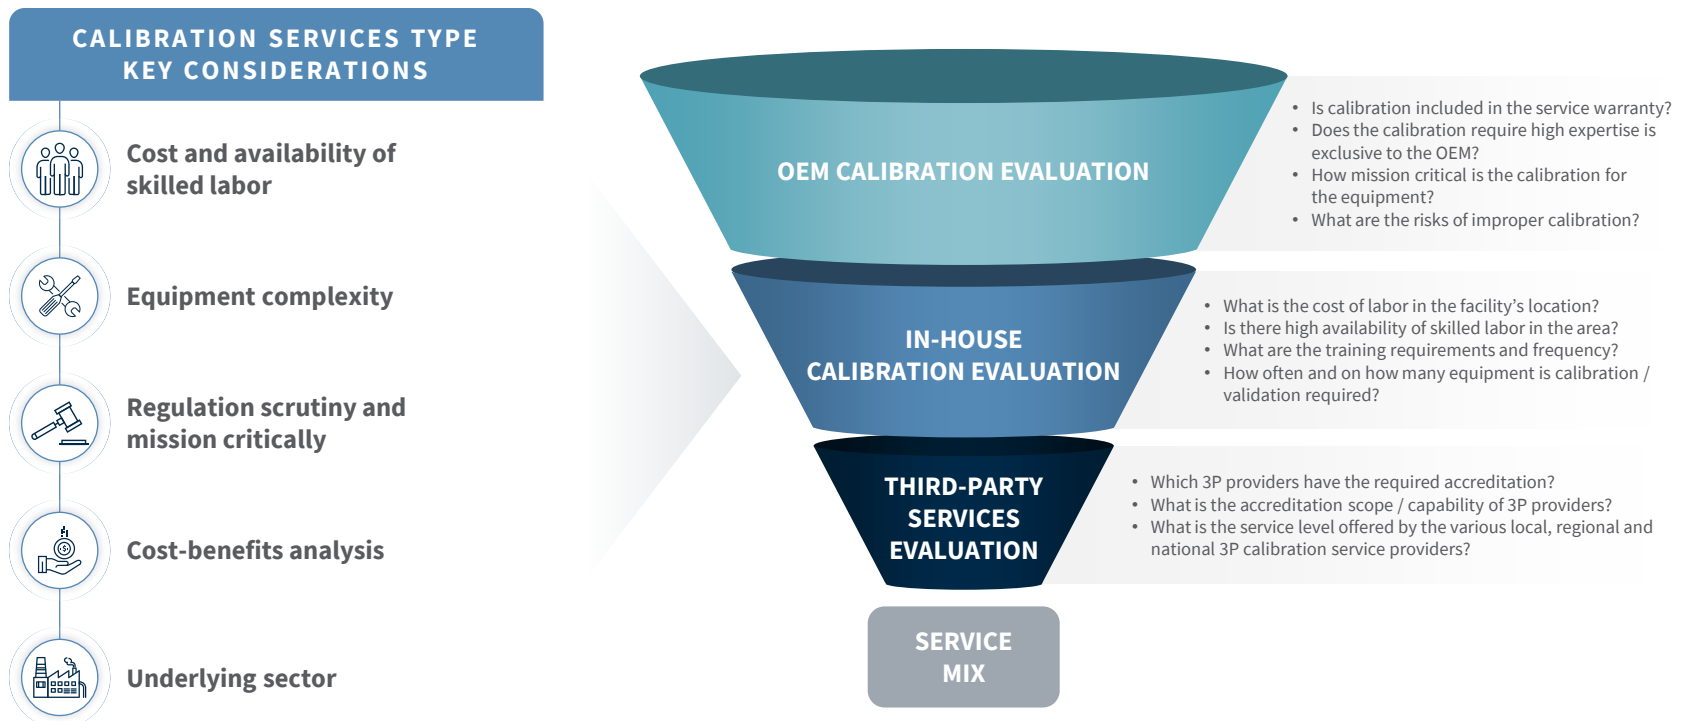 CALIBRATION SERVICES TYPE
KEY CONSIDERATIONS
Cost and availability of
skilled labor
Equipment complexity
Regulation scrutiny and
mission critically
Cost-benefits analysis
Underlying sector
OEM CALIBRATION EVALUATION
• Is calibration included in the service warranty?
• Does the calibration require high expertise is
exclusive to the OEM?
• How mission critical is the calibration for
the equipment?
• What are the risks of improper calibration?
IN-HOUSE
CALIBRATION EVALUATION
• What is the cost of labor in the facility’s location?
• Is there high availability of skilled labor in the area?
• What are the training requirements and frequency?
• How often and on how many equipment is calibration /
validation required?
THIRD-PARTY
SERVICES
EVALUATION
• Which 3P providers have the required accreditation?
• What is the accreditation scope / capability of 3P providers?
• What is the service level offered by the various local, regional and
national 3P calibration service providers?
SERVICE
MIX